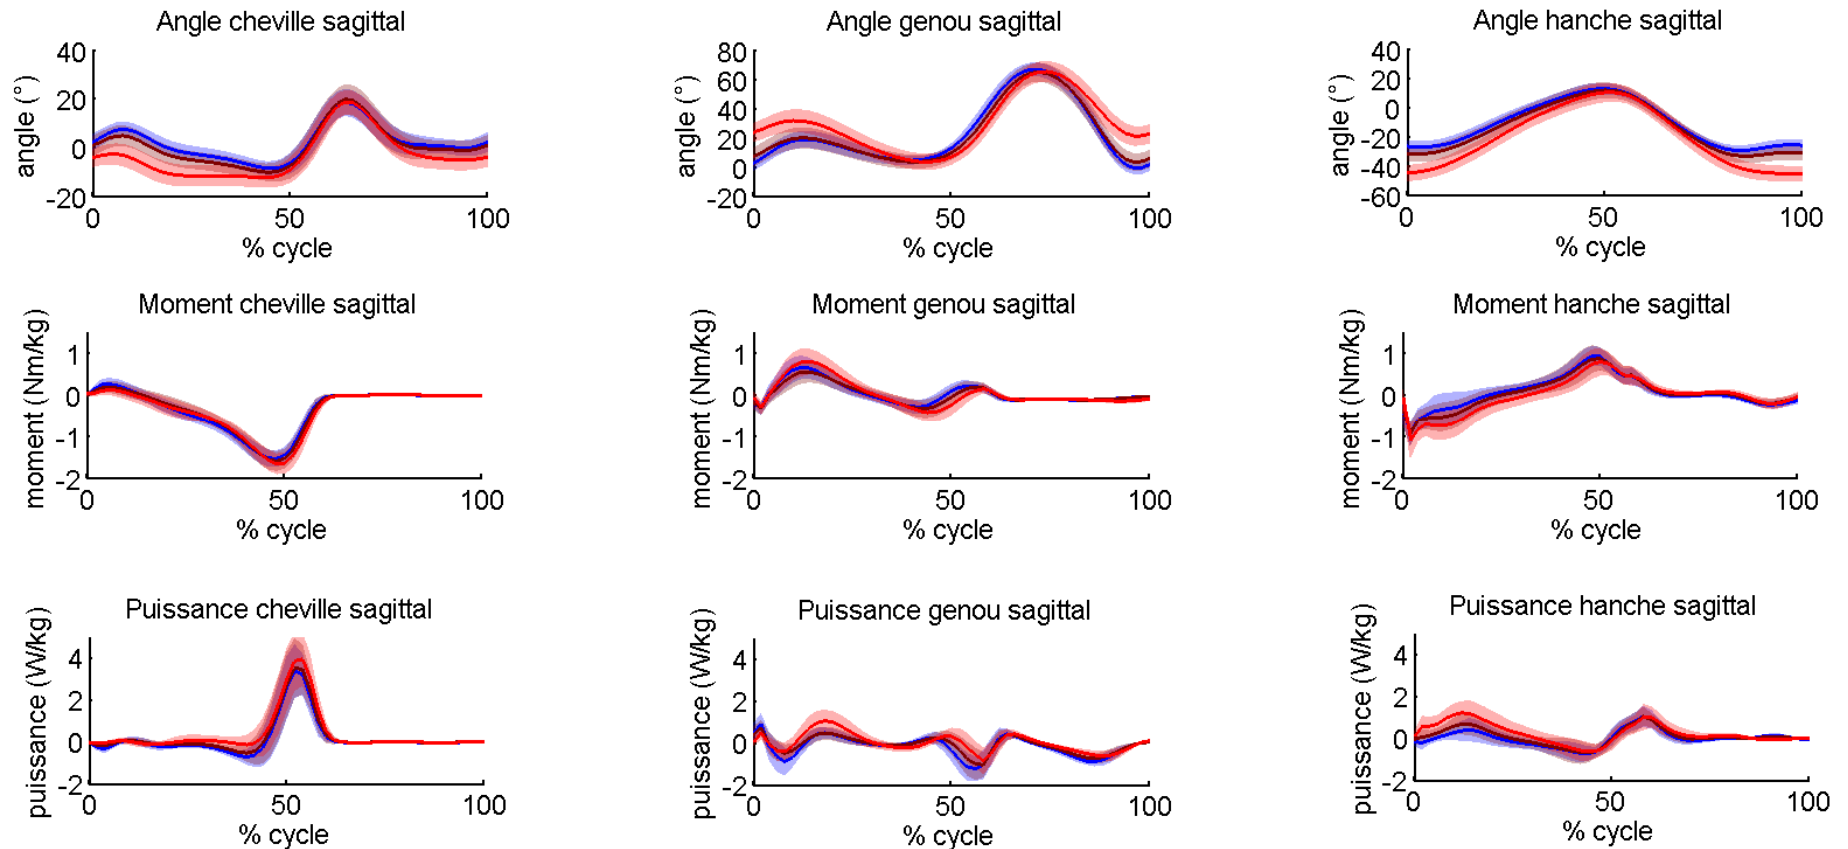 Angle cheville sagittal
angle (°)
40
20
0
-20
0
50
100
% cycle
Angle genou sagittal
angle (°)
80
60
40
20
0
-20
0
50
100
% cycle
Angle hanche sagittal
angle (°)
40
20
0
-20
-40
-60
0
50
100
% cycle
Moment cheville sagittal
moment (Nm/kg)
1
0
-1
-2
0
50
100
% cycle
Moment genou sagittal
moment (Nm/kg)
1
0
-1
-2
0
50
100
% cycle
Moment hanche sagittal
moment (Nm/kg)
1
0
-1
-2
0
50
100
% cycle
Puissance cheville sagittal
puissance (W/kg)
4
2
0
-2
0
50
100
% cycle
Puissance genou sagittal
puissance (W/kg)
4
2
0
-2
0
50
100
% cycle
Puissance hanche sagittal
puissance (W/kg)
4
2
0
-2
0
50
100
% cycle